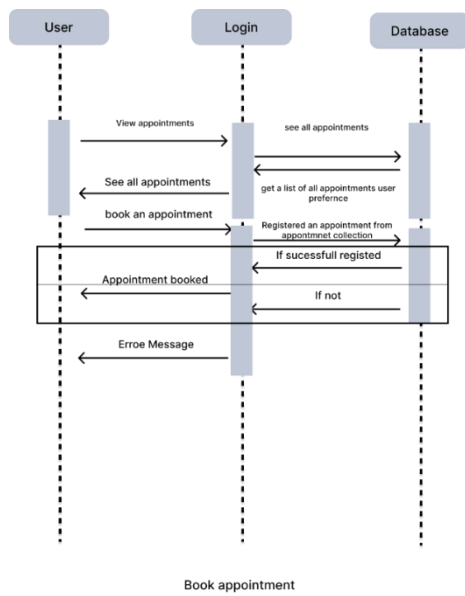 User
Login
Database
View appointments
see all appointments
See all appointments
get a list of all appointments user
prefernce
book an appointment
Registered an appointment from
appointmnet collection
If sucessfull registed
Appointment booked
If not
Erroe Message
Book appointment